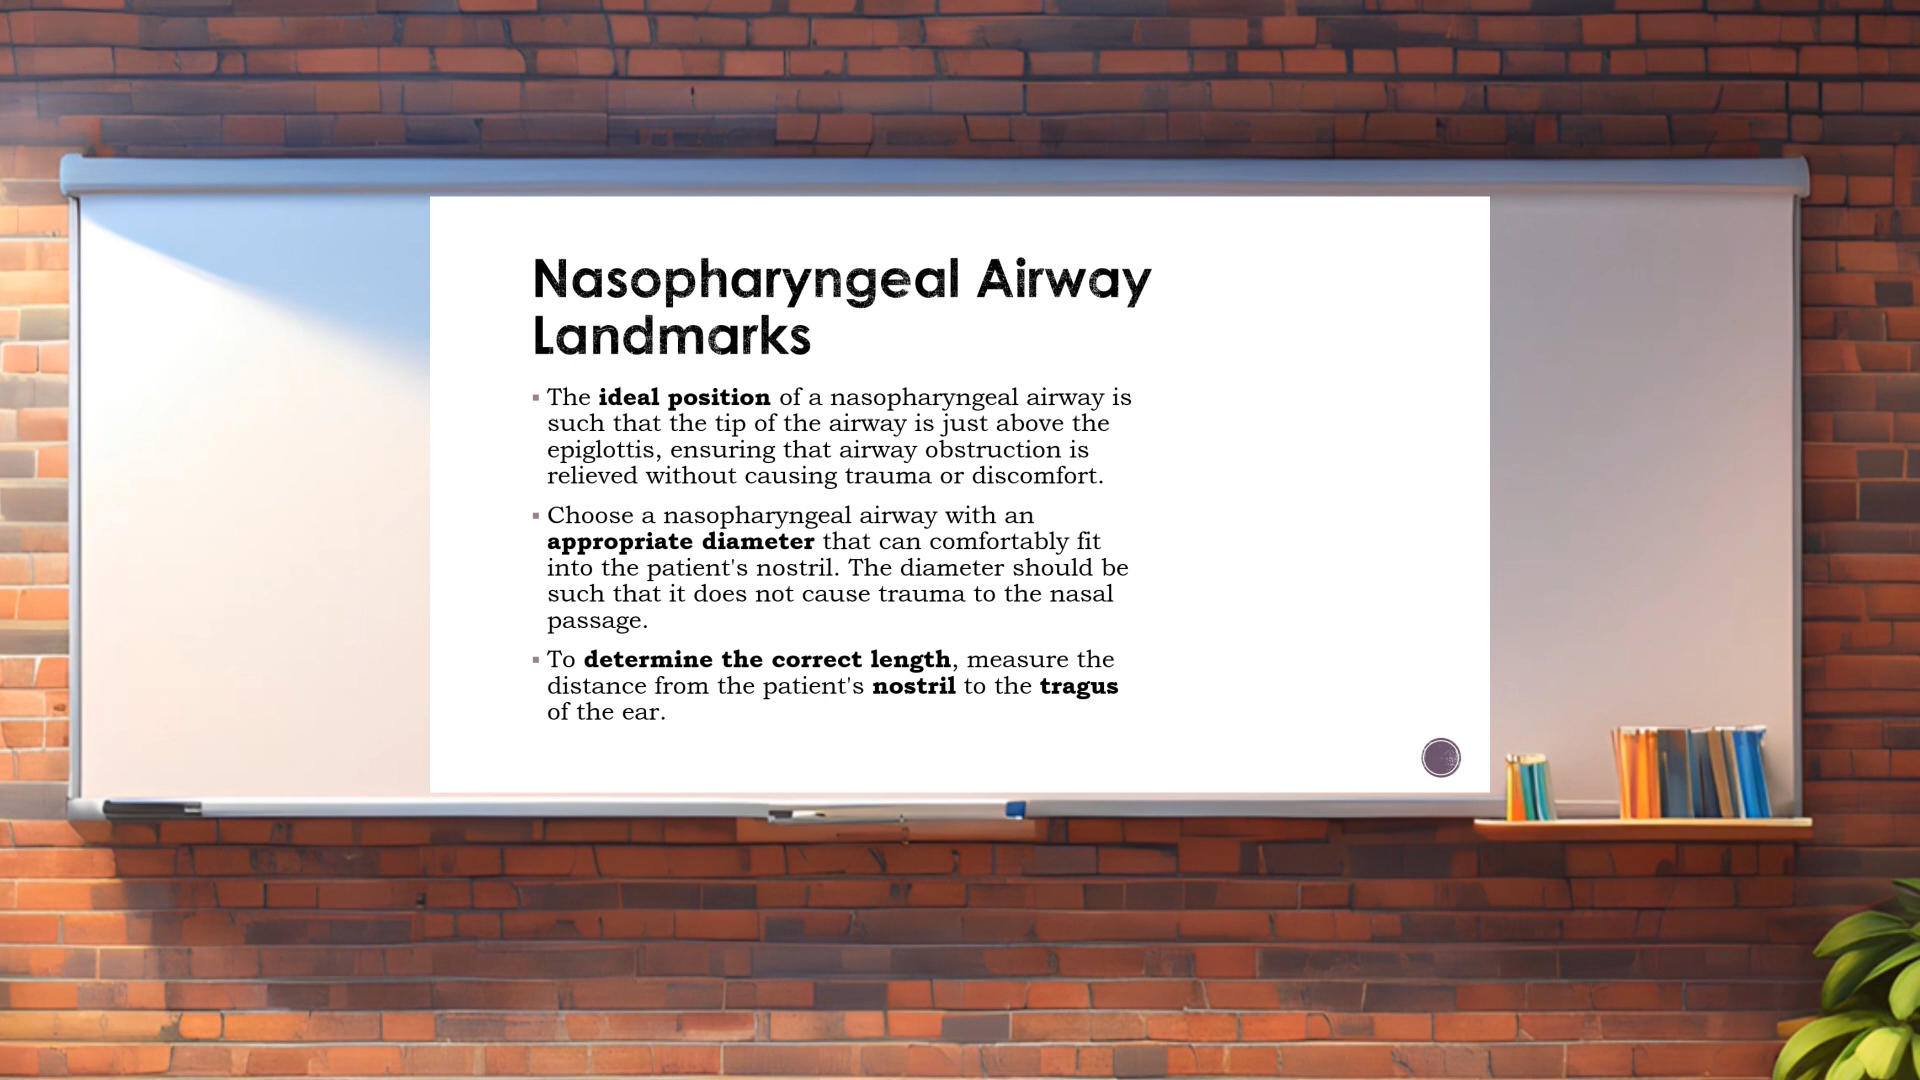 Nasopharyngeal Airway
Landmarks
▪ The ideal position of a nasopharyngeal airway is
such that the tip of the airway is just above the
epiglottis, ensuring that airway obstruction is
relieved without causing trauma or discomfort.
▪ Choose a nasopharyngeal airway with an
appropriate diameter that can comfortably fit
into the patient's nostril. The diameter should be
such that it does not cause trauma to the nasal
passage.
▪ To determine the correct length, measure the
distance from the patient's nostril to the tragus
of the ear.